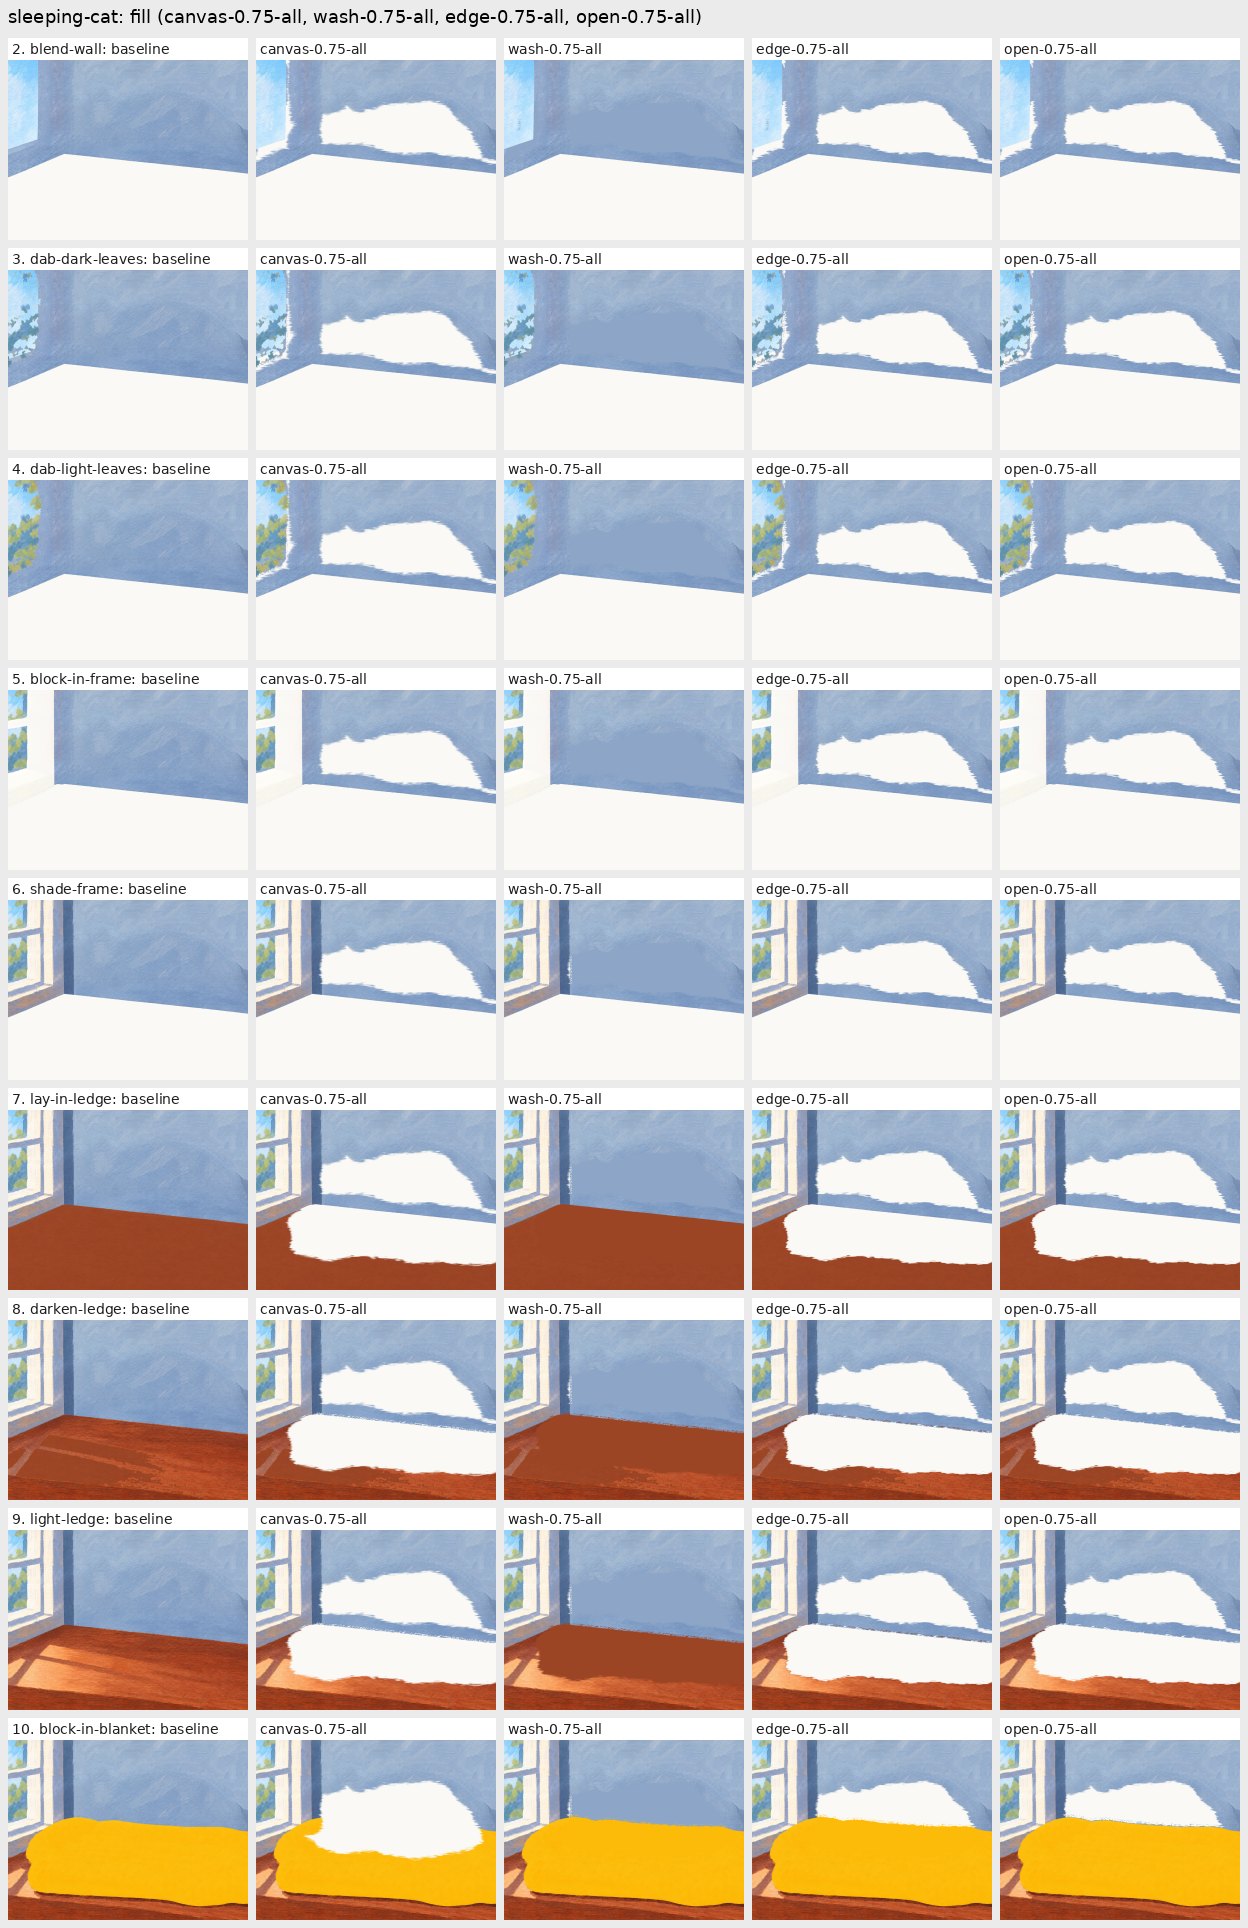 sleeping-cat: fill (canvas-0.75-all, wash-0.75-all, edge-0.75-all, open-0.75-all)
2. blend-wall: baseline canvas-0.75-all wash-0.75-all edge-0.75-all open-0.75-all
3. dab-dark-leaves: baseline canvas-0.75-all wash-0.75-all edge-0.75-all open-0.75-all
4. dab-light-leaves: baseline canvas-0.75-all wash-0.75-all edge-0.75-all open-0.75-all
5. block-in-frame: baseline canvas-0.75-all wash-0.75-all edge-0.75-all open-0.75-all
6. shade-frame: baseline canvas-0.75-all wash-0.75-all edge-0.75-all open-0.75-all
7. lay-in-ledge: baseline canvas-0.75-all wash-0.75-all edge-0.75-all open-0.75-all
8. darken-ledge: baseline canvas-0.75-all wash-0.75-all edge-0.75-all open-0.75-all
9. light-ledge: baseline canvas-0.75-all wash-0.75-all edge-0.75-all open-0.75-all
10. block-in-blanket: baseline canvas-0.75-all wash-0.75-all edge-0.75-all open-0.75-all